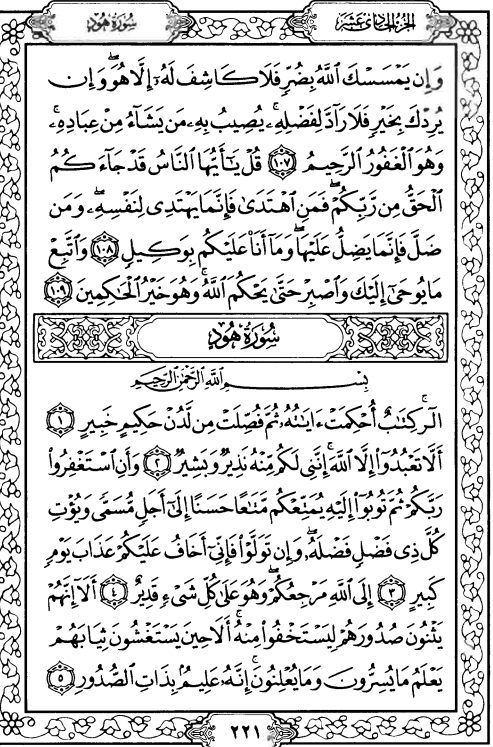 الجزء الحادي عشر سورة هود
وَإِن يَمْسَسْكَ ٱللَّهُ بِضُرٍّ فَلَا كَاشِفَ لَهُۥٓ إِلَّا هُوَ ۖ وَإِن
يُرِدْكَ بِخَيْرٍ فَلَا رَآدَّ لِفَضْلِهِۦ ۚ يُصِيبُ بِهِۦ مَن يَشَآءُ مِنْ عِبَادِهِۦ ۚ
وَهُوَ ٱلْغَفُورُ ٱلرَّحِيمُ ١٠٧ قُلْ يَـٰٓأَيُّهَا ٱلنَّاسُ قَدْ جَآءَكُمُ
ٱلْحَقُّ مِن رَّبِّكُمْ ۖ فَمَنِ ٱهْتَدَىٰ فَإِنَّمَا يَهْتَدِى لِنَفْسِهِۦ ۖ وَمَن
ضَلَّ فَإِنَّمَا يَضِلُّ عَلَيْهَا ۖ وَمَآ أَنَا۠ عَلَيْكُم بِوَكِيلٍ ١٠٨ وَٱتَّبِعْ
مَا يُوحَىٰٓ إِلَيْكَ وَٱصْبِرْ حَتَّىٰ يَحْكُمَ ٱللَّهُ ۚ وَهُوَ خَيْرُ ٱلْحَـٰكِمِينَ ١٠٩
سُورَةُ هُودٍ
بِسْمِ ٱللَّهِ ٱلرَّحْمَـٰنِ ٱلرَّحِيمِ
الٓر ۚ كِتَـٰبٌ أُحْكِمَتْ ءَايَـٰتُهُۥ ثُمَّ فُصِّلَتْ مِن لَّدُنْ حَكِيمٍ خَبِيرٍ ١
أَلَّا تَعْبُدُوٓا۟ إِلَّا ٱللَّهَ ۚ إِنَّنِى لَكُم مِّنْهُ نَذِيرٌ وَبَشِيرٌ ٢ وَأَنِ ٱسْتَغْفِرُوا۟
رَبَّكُمْ ثُمَّ تُوبُوٓا۟ إِلَيْهِ يُمَتِّعْكُم مَّتَـٰعًا حَسَنًا إِلَىٰٓ أَجَلٍ مُّسَمًّى وَيُؤْتِ
كُلَّ ذِى فَضْلٍ فَضْلَهُۥ ۖ وَإِن تَوَلَّوْا۟ فَإِنِّىٓ أَخَافُ عَلَيْكُمْ عَذَابَ يَوْمٍ
كَبِيرٍ ٣ إِلَى ٱللَّهِ مَرْجِعُكُمْ ۖ وَهُوَ عَلَىٰ كُلِّ شَىْءٍ قَدِيرٌ ٤ أَلَآ إِنَّهُمْ
يَثْنُونَ صُدُورَهُمْ لِيَسْتَخْفُوا۟ مِنْهُ ۚ أَلَا حِينَ يَسْتَغْشُونَ ثِيَابَهُمْ
يَعْلَمُ مَا يُسِرُّونَ وَمَا يُعْلِنُونَ ۚ إِنَّهُۥ عَلِيمٌۢ بِذَاتِ ٱلصُّدُورِ ٥
٢٢١